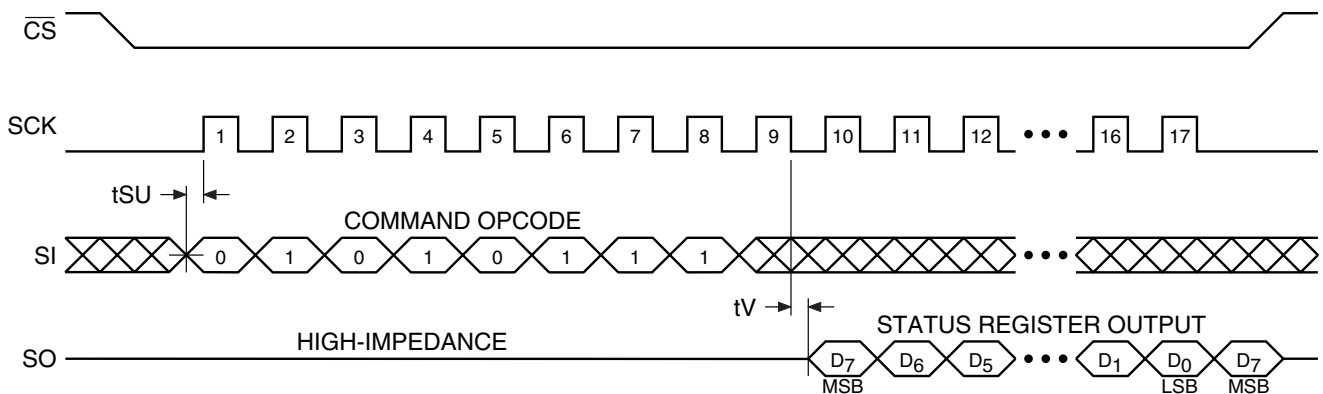 CS
SCK 1 2 3 4 5 6 7 8 9 10 11 12 ••• 16 17
tSU
COMMAND OPCODE
SI 0 1 0 1 0 1 1 1 •••
tV
HIGH-IMPEDANCE STATUS REGISTER OUTPUT
SO D7 D6 D5 ••• D1 D0 D7
MSB LSB MSB